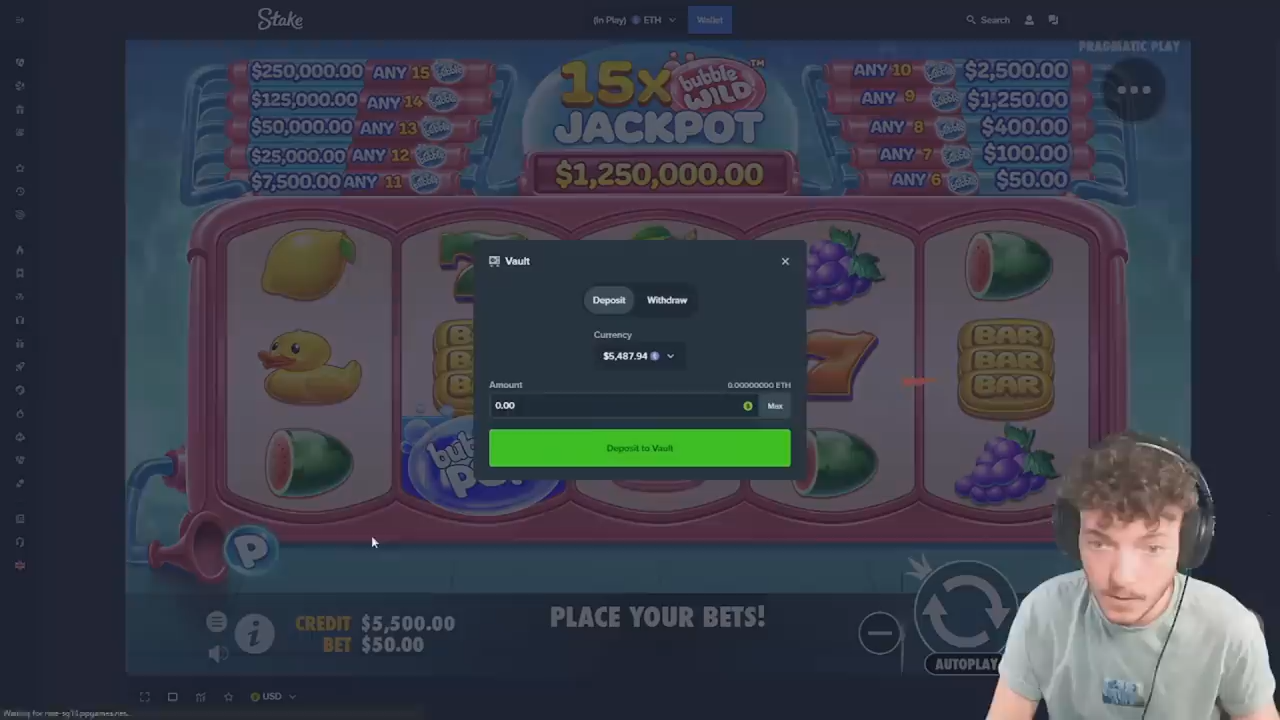 Stake
(In Play) ETH
Wallet
Search
PRAGMATIC PLAY
$250,000.00 ANY 15
$125,000.00 ANY 14
$50,000.00 ANY 13
$25,000.00 ANY 12
$7,500.00 ANY 11
15x bubble WILD™
JACKPOT
$1,250,000.00
ANY 10 $2,500.00
ANY 9 $1,250.00
ANY 8 $400.00
ANY 7 $100.00
ANY 6 $50.00
Vault
Deposit Withdraw
Currency
$5,487.94
Amount 0.00000000 ETH
0.00 Max
Deposit to Vault
BAR
BAR
BAR
P
CREDIT $5,500.00
BET $50.00
PLACE YOUR BETS!
AUTOPLAY
USD